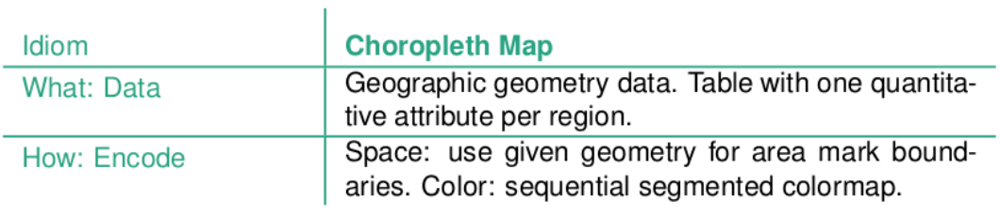 Idiom Choropleth Map
What: Data Geographic geometry data. Table with one quantita-
tive attribute per region.
How: Encode Space: use given geometry for area mark bound-
aries. Color: sequential segmented colormap.